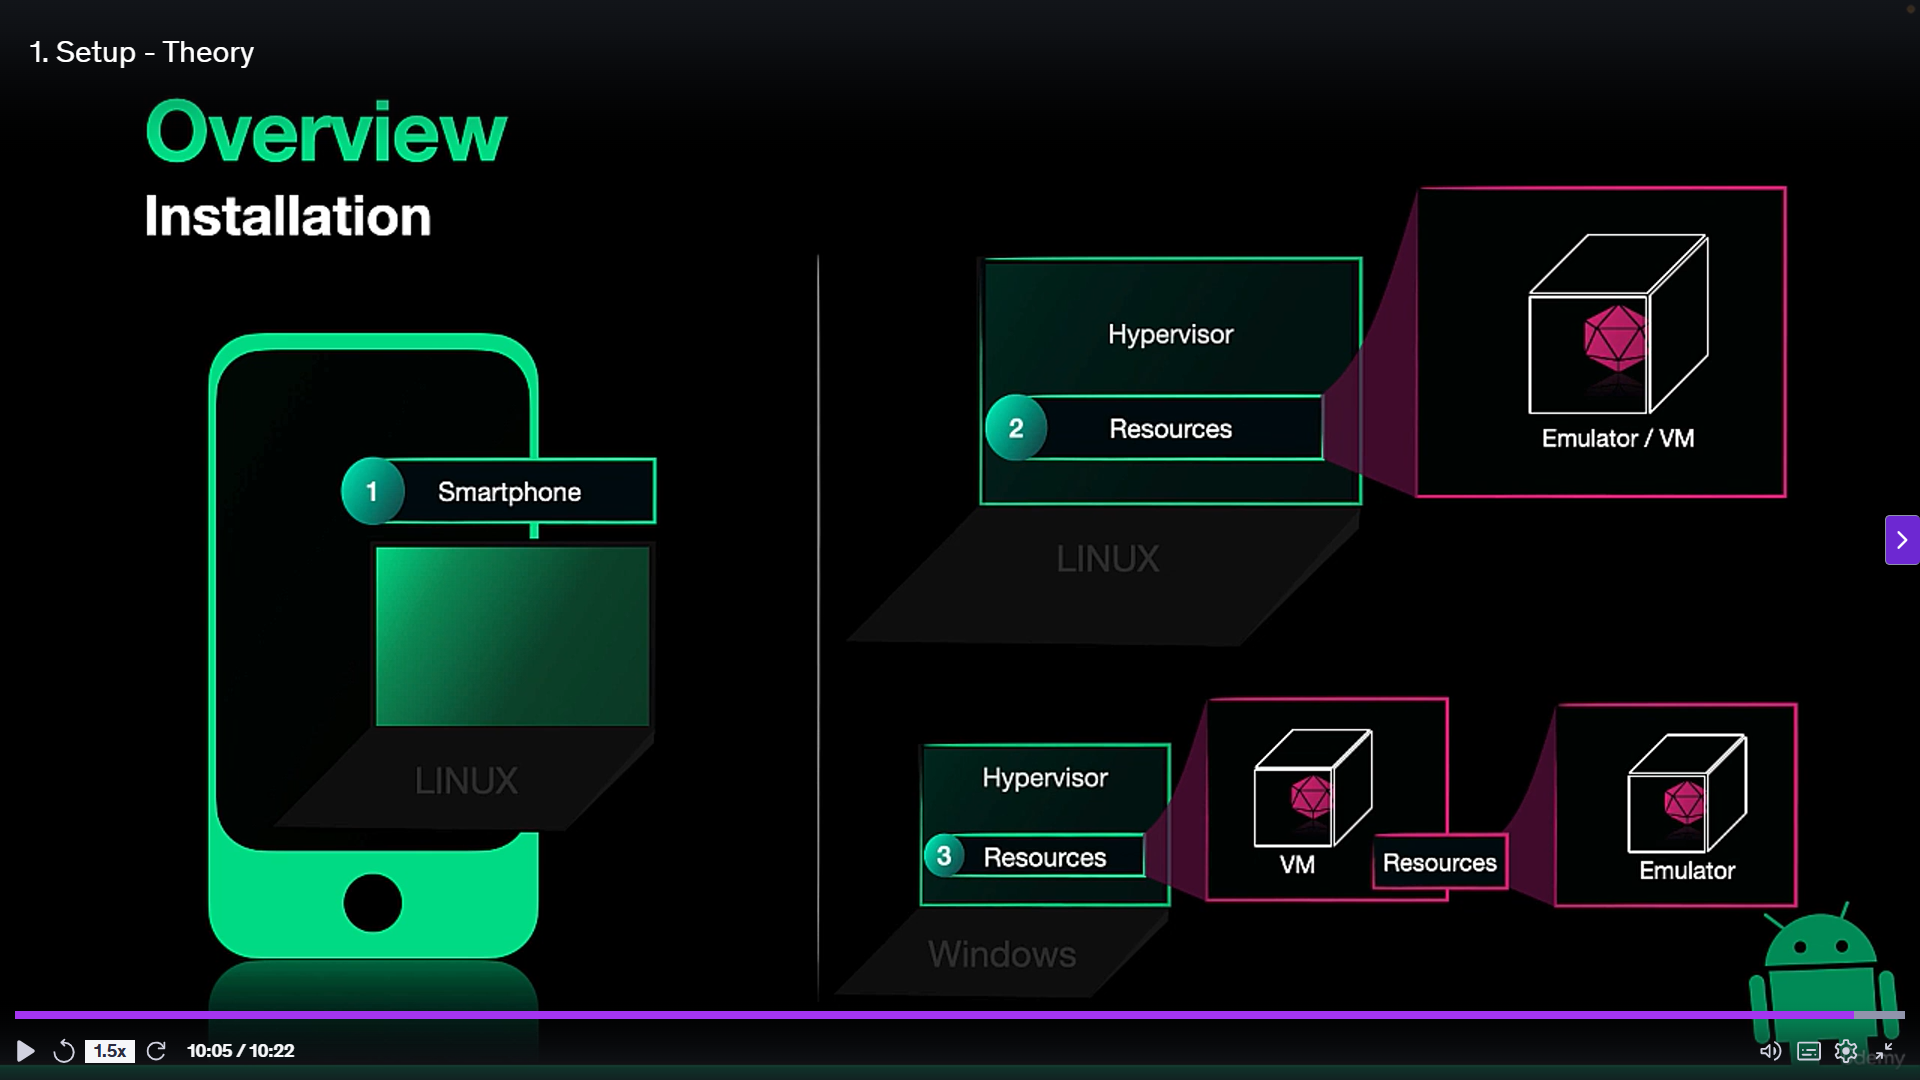 1. Setup - Theory
Overview
Installation
1
Smartphone
LINUX
Hypervisor
2
Resources
LINUX
Emulator / VM
Hypervisor
3
Resources
Windows
VM
Resources
Emulator
1.5x
10:05 / 10:22
udemy